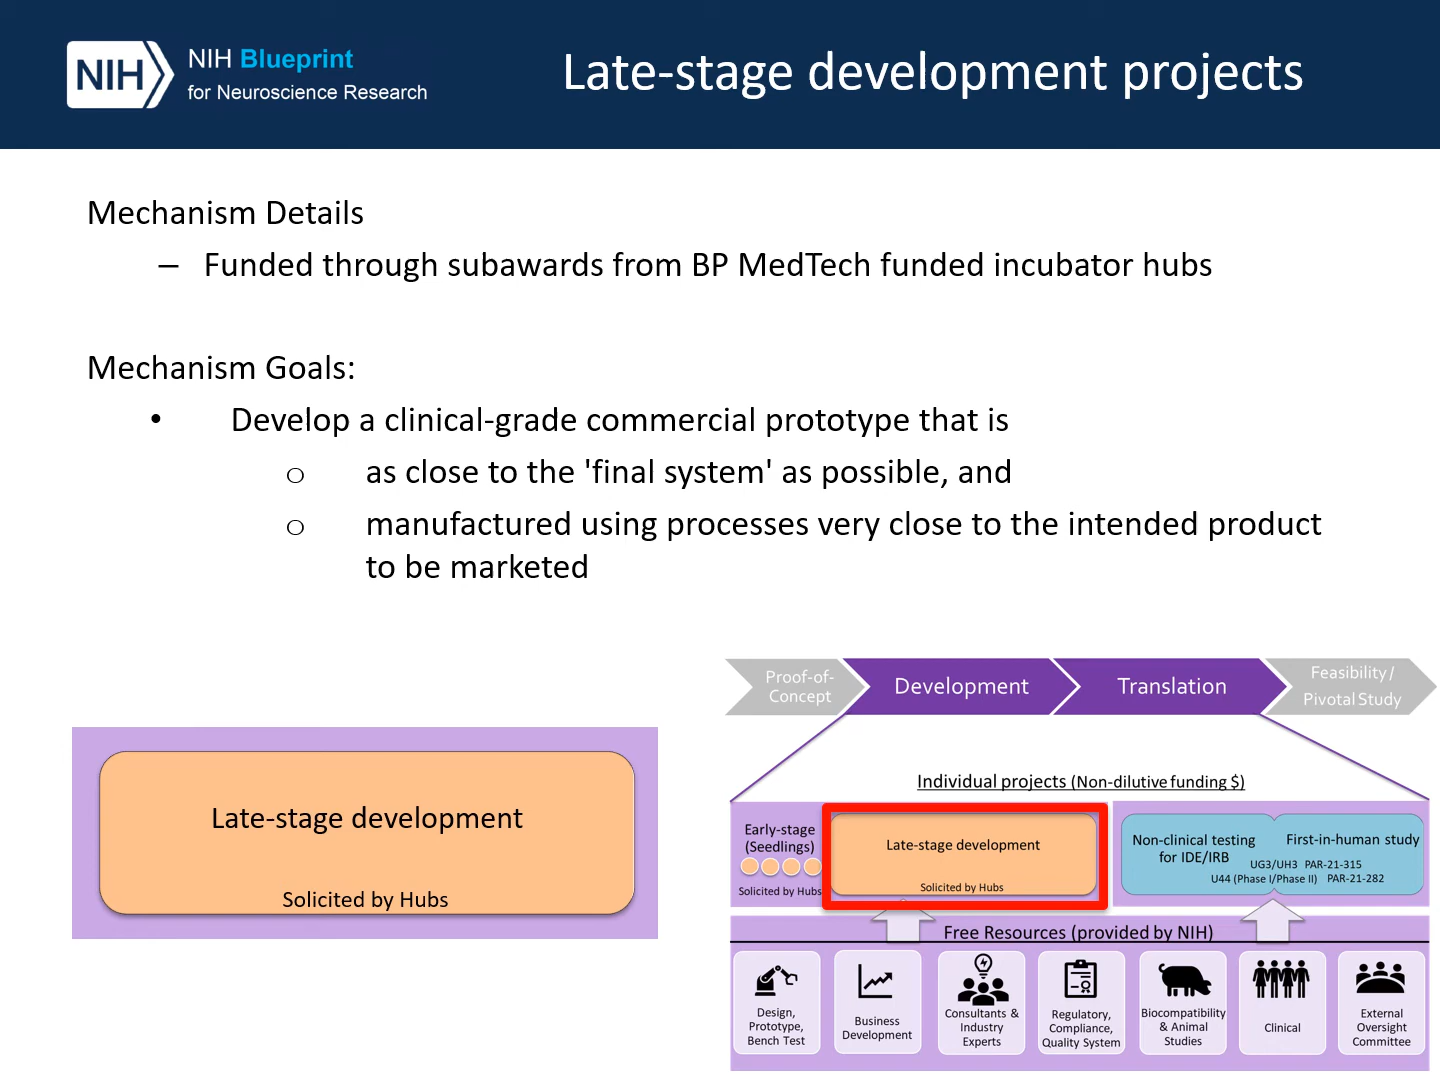 NIH
NIH Blueprint
for Neuroscience Research
Late-stage development projects
Mechanism Details
– Funded through subawards from BP MedTech funded incubator hubs
Mechanism Goals:
• Develop a clinical-grade commercial prototype that is
o as close to the 'final system' as possible, and
o manufactured using processes very close to the intended product
to be marketed
Late-stage development
Solicited by Hubs
Proof-of-
Concept
Development
Translation
Feasibility /
Pivotal Study
Individual projects (Non-dilutive funding $)
Early-stage
(Seedlings)
Solicited by Hubs
Late-stage development
Solicited by Hubs
Non-clinical testing
for IDE/IRB
First-in-human study
UG3/UH3 PAR-21-315
U44 (Phase I/Phase II) PAR-21-282
Free Resources (provided by NIH)
Design,
Prototype,
Bench Test
Business
Development
Consultants &
Industry
Experts
Regulatory,
Compliance,
Quality System
Biocompatibility
& Animal
Studies
Clinical
External
Oversight
Committee